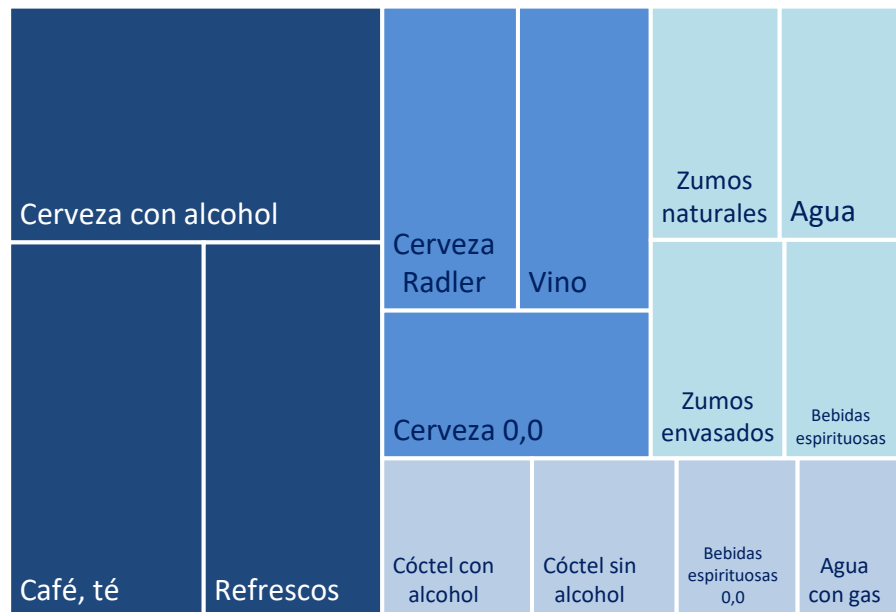 Cerveza con alcohol
Café, té
Refrescos
Cerveza
Radler
Vino
Cerveza 0,0
Zumos
naturales
Agua
Zumos
envasados
Bebidas
espirituosas
Cóctel con
alcohol
Cóctel sin
alcohol
Bebidas
espirituosas
0,0
Agua
con gas